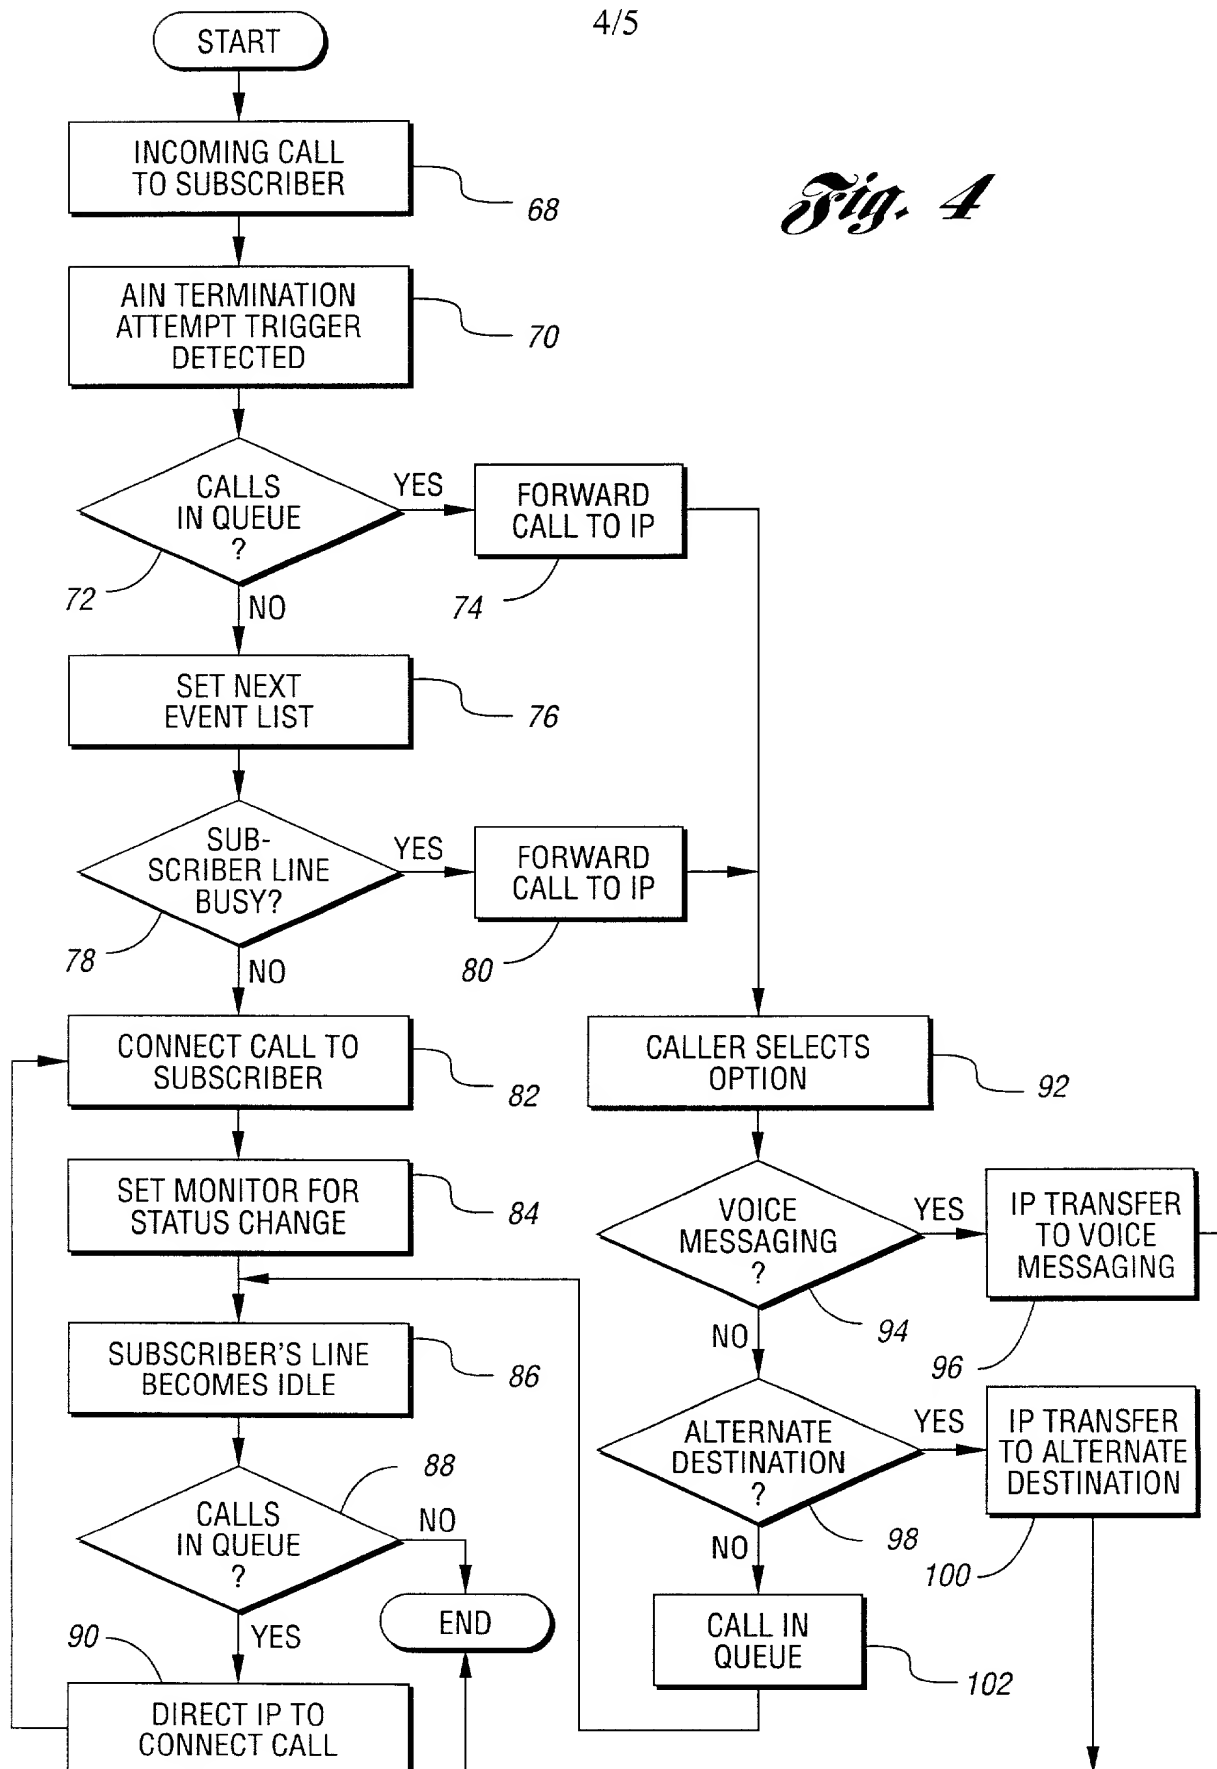 4/5
START
INCOMING CALL
TO SUBSCRIBER
68
Fig. 4
AIN TERMINATION
ATTEMPT TRIGGER
DETECTED
70
CALLS
IN QUEUE
?
72
YES
FORWARD
CALL TO IP
74
NO
SET NEXT
EVENT LIST
76
SUB-
SCRIBER LINE
BUSY?
78
YES
FORWARD
CALL TO IP
80
NO
CONNECT CALL TO
SUBSCRIBER
82
CALLER SELECTS
OPTION
92
SET MONITOR FOR
STATUS CHANGE
84
VOICE
MESSAGING
?
94
YES
IP TRANSFER
TO VOICE
MESSAGING
96
NO
SUBSCRIBER'S LINE
BECOMES IDLE
86
ALTERNATE
DESTINATION
?
98
YES
IP TRANSFER
TO ALTERNATE
DESTINATION
100
NO
CALLS
IN QUEUE
?
88
NO
END
CALL IN
QUEUE
102
YES
90
DIRECT IP TO
CONNECT CALL